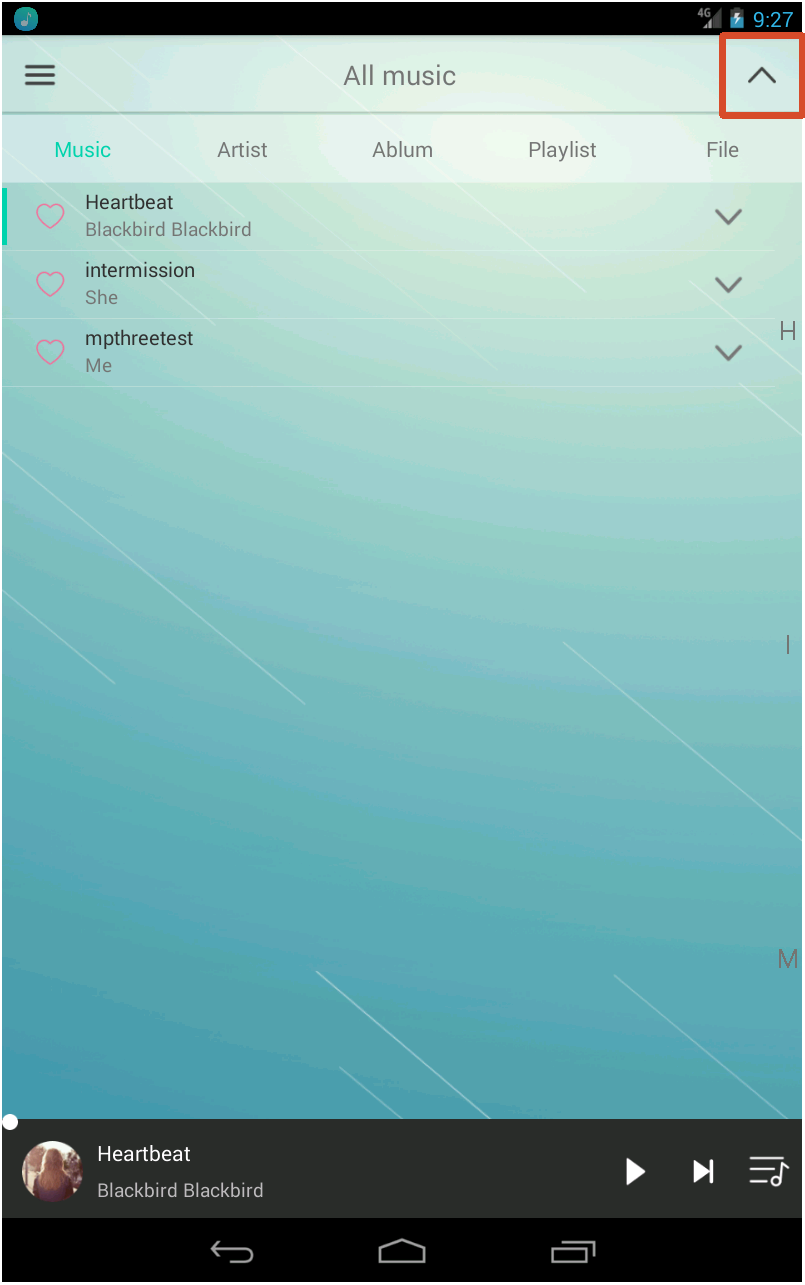 4G
9:27
All music
Music
Artist
Ablum
Playlist
File
Heartbeat
Blackbird Blackbird
intermission
She
mpthreetest
Me
H
I
M
Heartbeat
Blackbird Blackbird